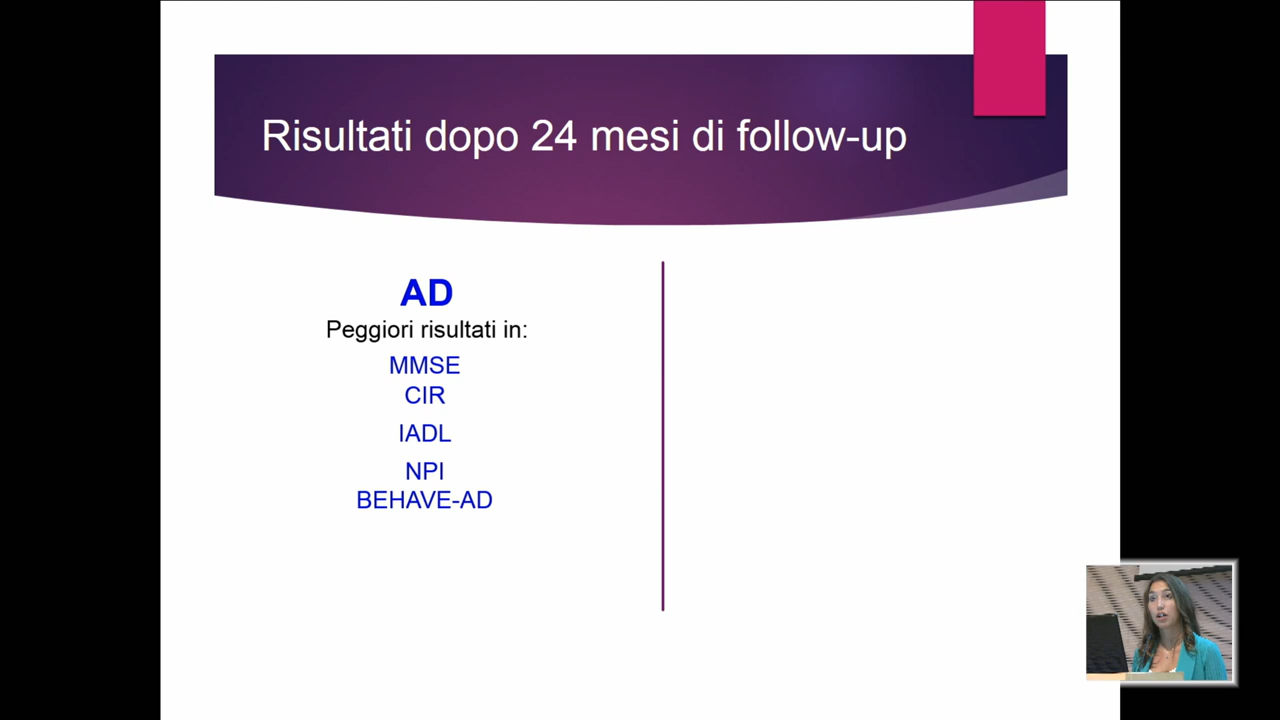 Risultati dopo 24 mesi di follow-up
AD
Peggiori risultati in:
MMSE
CIR
IADL
NPI
BEHAVE-AD